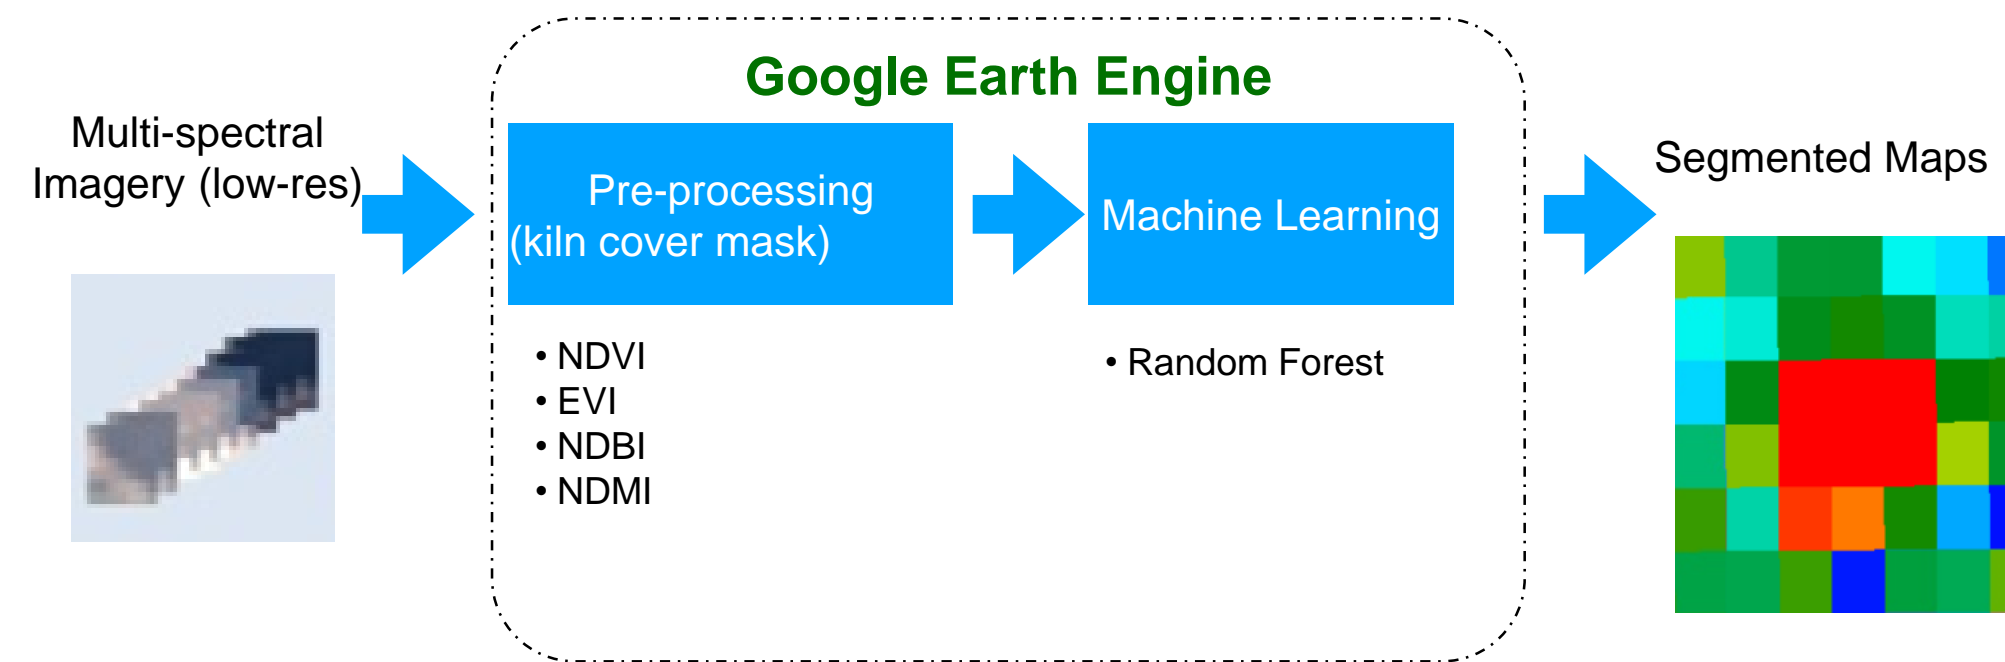 Google Earth Engine
Multi-spectral
Imagery (low-res)
Pre-processing
(kiln cover mask)
• NDVI
• EVI
• NDBI
• NDMI
Machine Learning
• Random Forest
Segmented Maps